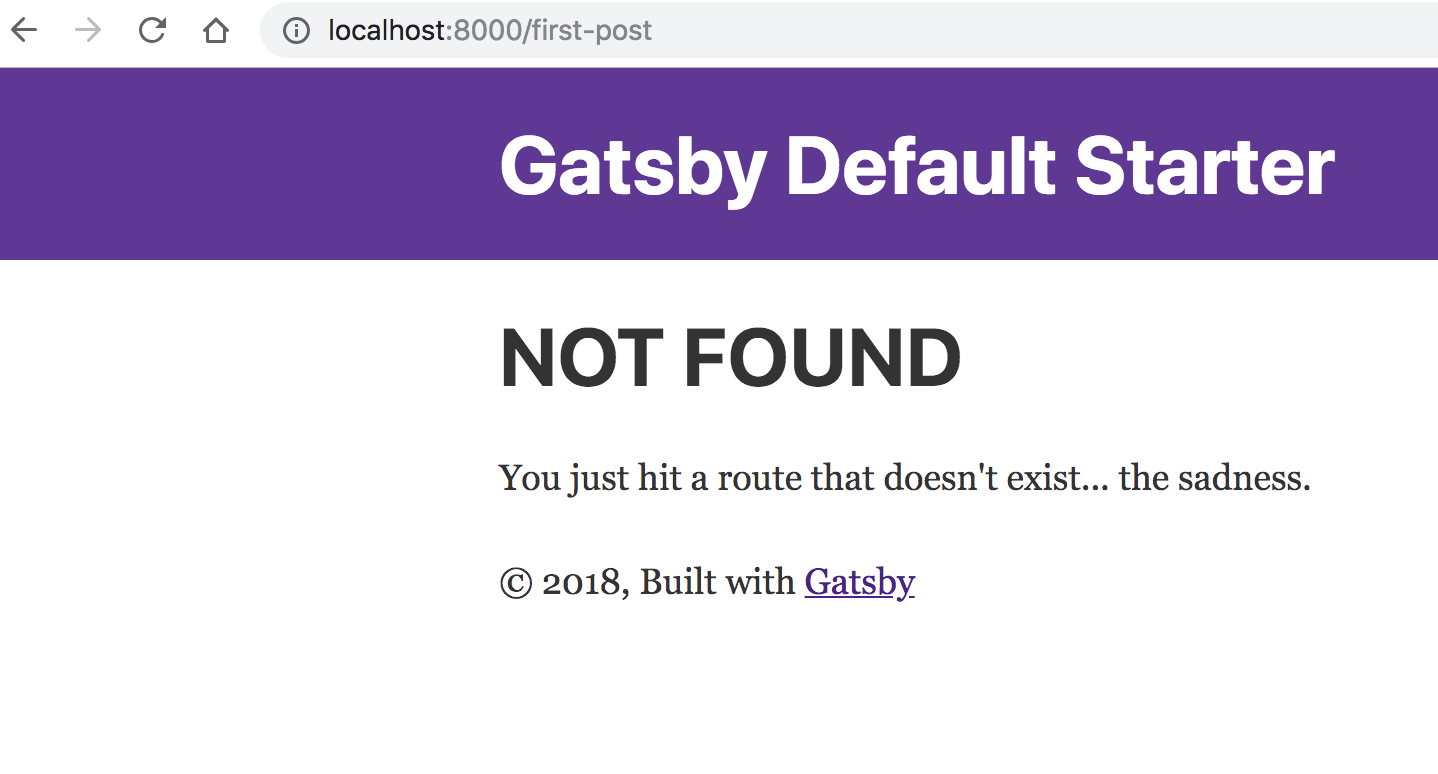 localhost:8000/first-post
Gatsby Default Starter
NOT FOUND
You just hit a route that doesn't exist... the sadness.
© 2018, Built with Gatsby